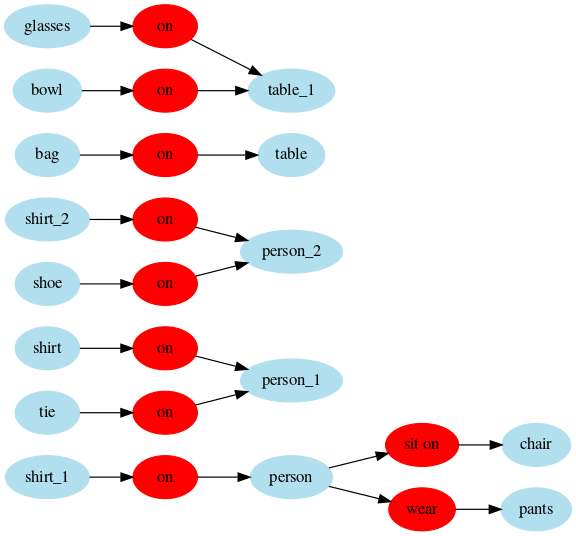 glasses on
bowl on table_1
bag on table
shirt_2 on
person_2
shoe on
shirt on
person_1
tie on
sit on chair
shirt_1 on person
wear pants